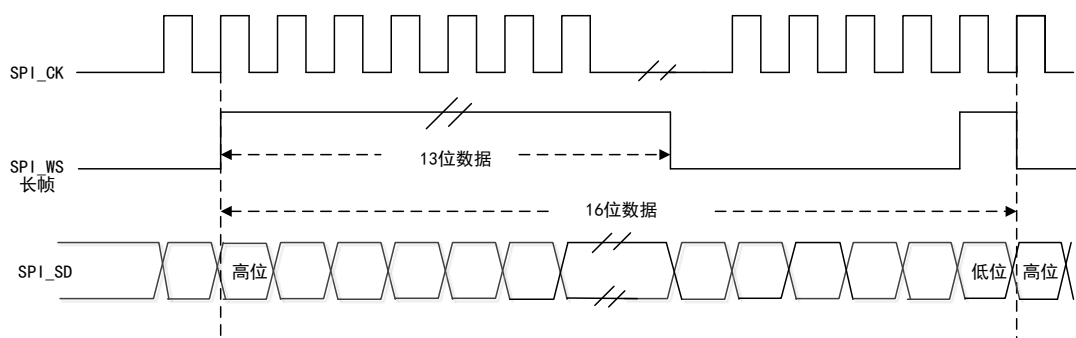 SPI_CK
SPI_WS
长帧
13位数据
16位数据
SPI_SD
高位
低位
高位